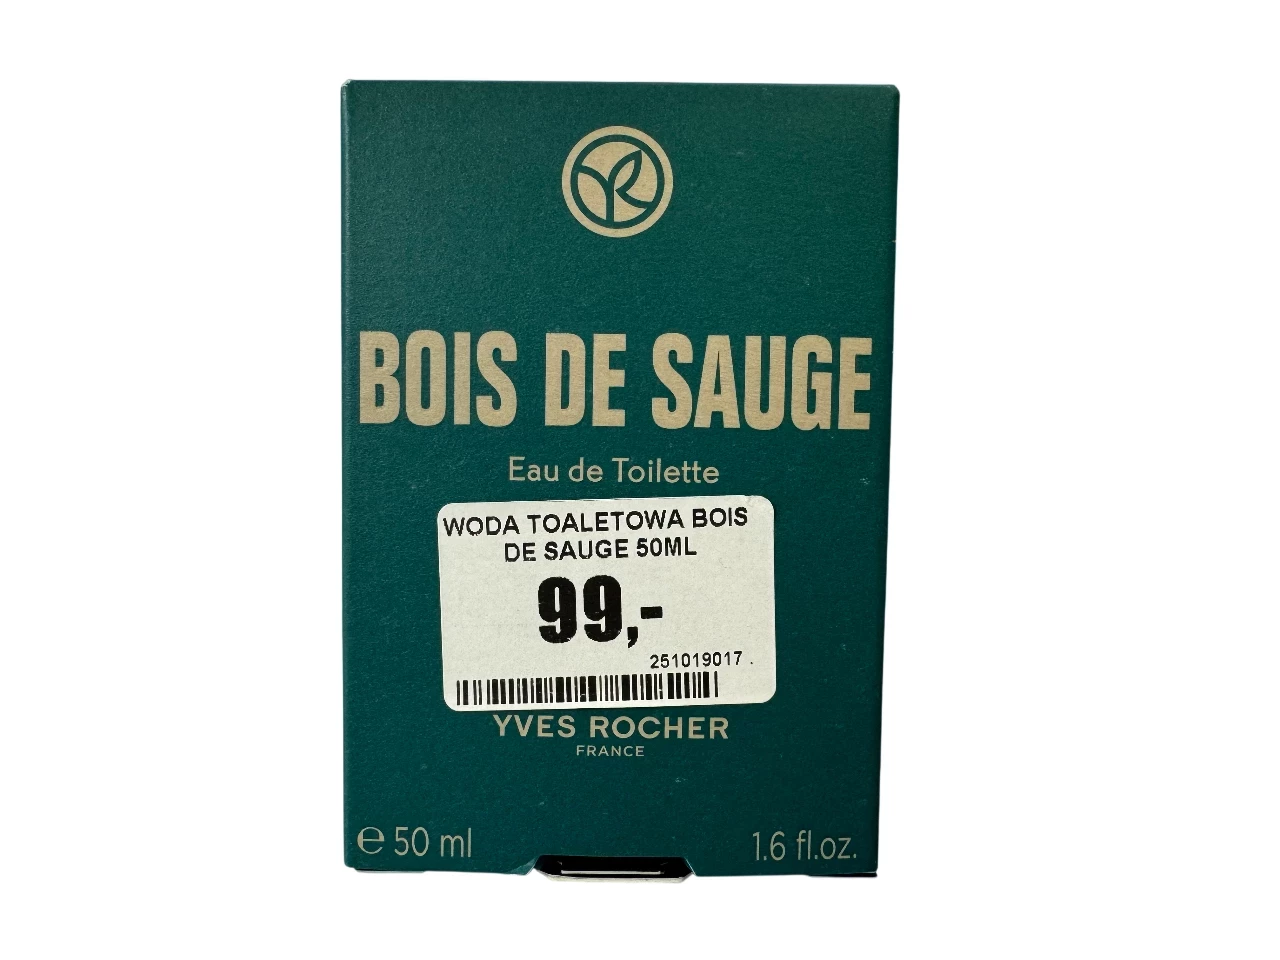 BOIS DE SAUGE
Eau de Toilette
WODA TOALETOWA BOIS
DE SAUGE 50ML
99,-
251019017
YVES ROCHER
FRANCE
℮ 50 ml
1.6 fl.oz.